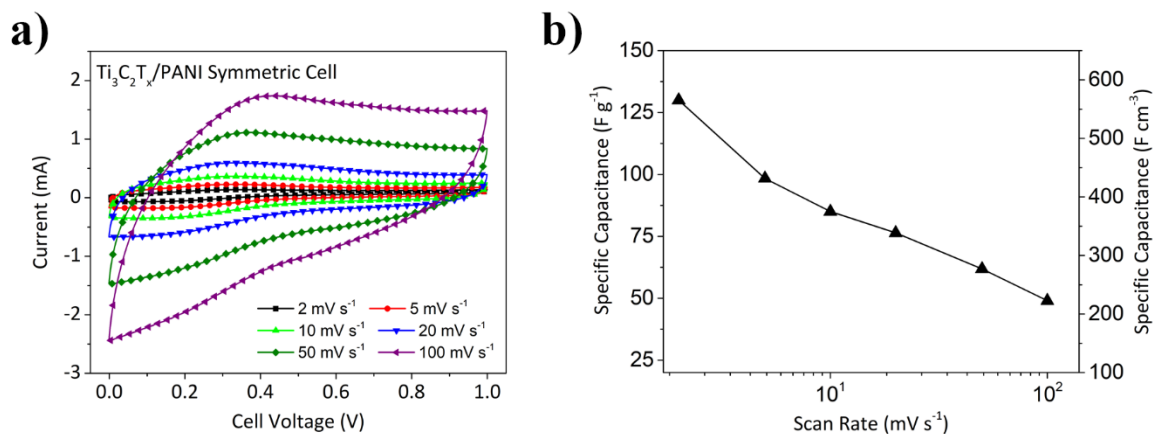 a)
Ti₃C₂Tₓ/PANI Symmetric Cell
2
1
0
-1
-2
-3
Current (mA)
2 mV s⁻¹ 5 mV s⁻¹
10 mV s⁻¹ 20 mV s⁻¹
50 mV s⁻¹ 100 mV s⁻¹
0.0 0.2 0.4 0.6 0.8 1.0
Cell Voltage (V)
b)
150
125
100
75
50
25
Specific Capacitance (F g⁻¹)
600
500
400
300
200
100
Specific Capacitance (F cm⁻³)
10¹ 10²
Scan Rate (mV s⁻¹)